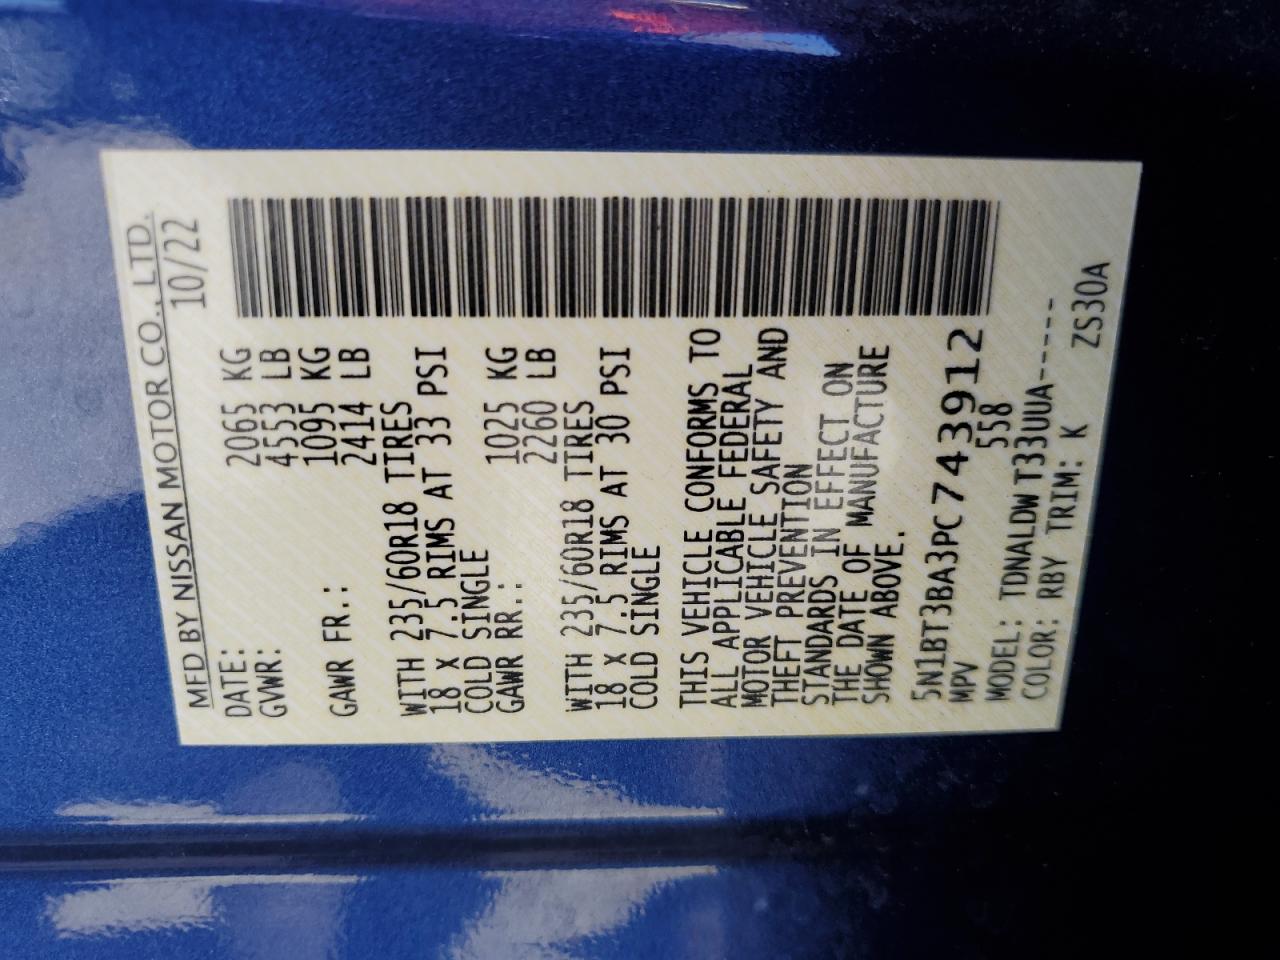 MFD BY NISSAN MOTOR CO., LTD.
DATE: 10/22
GVWR: 2065 KG
4553 LB
GAWR FR.: 1095 KG
2414 LB
WITH 235/60R18 TIRES
18 x 7.5 RIMS AT 33 PSI
COLD SINGLE
GAWR RR.: 1025 KG
2260 LB
WITH 235/60R18 TIRES
18 x 7.5 RIMS AT 30 PSI
COLD SINGLE
THIS VEHICLE CONFORMS TO
ALL APPLICABLE FEDERAL
MOTOR VEHICLE SAFETY AND
THEFT PREVENTION
STANDARDS IN EFFECT ON
THE DATE OF MANUFACTURE
SHOWN ABOVE.
5N1BT3BA3PC743912
MPV 558
MODEL: TDNALDW T33UUA-----
COLOR: RBY TRIM: K ZS30A